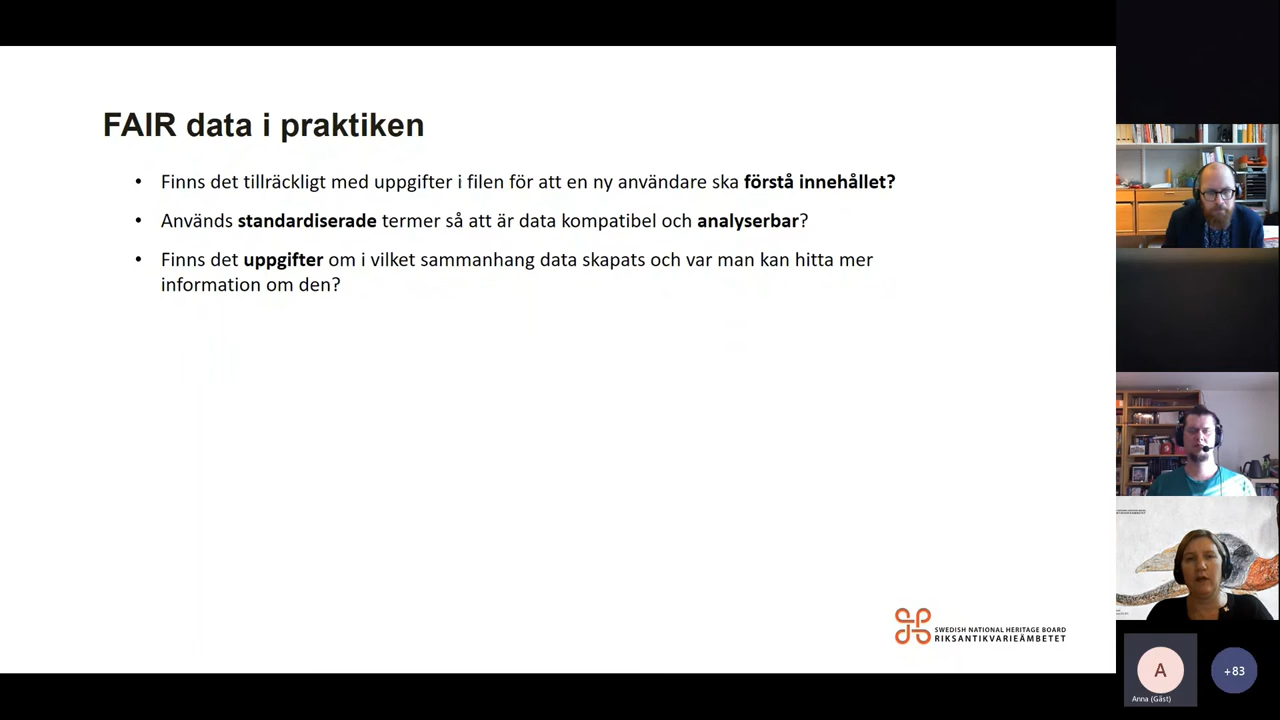 FAIR data i praktiken
• Finns det tillräckligt med uppgifter i filen för att en ny användare ska förstå innehållet?
• Används standardiserade termer så att är data kompatibel och analyserbar?
• Finns det uppgifter om i vilket sammanhang data skapats och var man kan hitta mer
information om den?
SWEDISH NATIONAL HERITAGE BOARD
RIKSANTIKVARIEÄMBETET
A
Anna (Gäst)
+83